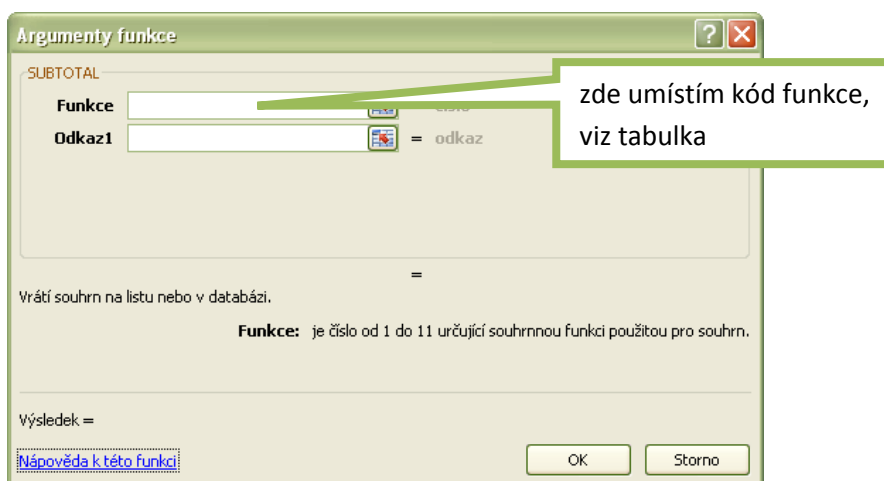 Argumenty funkce
SUBTOTAL
Funkce
zde umístím kód funkce,
viz tabulka
Odkaz1 = odkaz
=
Vrátí souhrn na listu nebo v databázi.
Funkce: je číslo od 1 do 11 určující souhrnnou funkci použitou pro souhrn.
Výsledek =
Nápověda k této funkci
OK
Storno